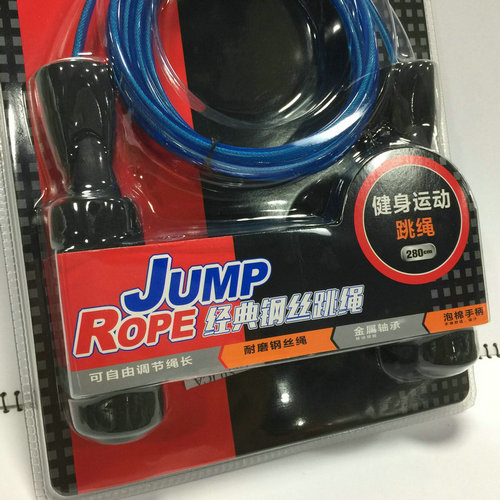 健身运动
跳绳
280cm
JUMP
ROPE 经典钢丝跳绳
可自由调节绳长 耐磨钢丝绳 金属轴承 泡棉手柄